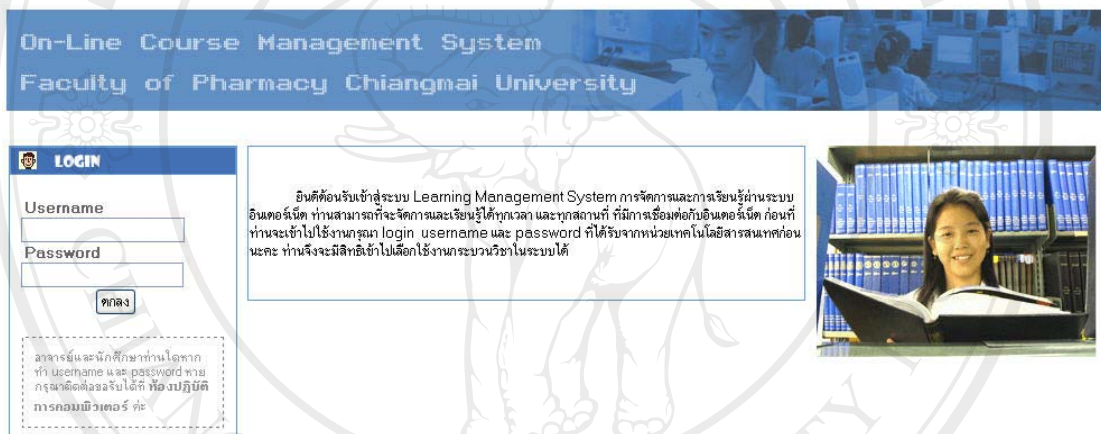 On-Line Course Management System
Faculty of Pharmacy Chiangmai University
LOGIN
Username
Password
ตกลง
อาจารย์และนักศึกษาท่านใดหาก
ทำ username และ password หาย
กรุณาติดต่อขอรับได้ที่ ห้องปฏิบัติ
การคอมพิวเตอร์ ค่ะ
ยินดีต้อนรับเข้าสู่ระบบ Learning Management System การจัดการและการเรียนรู้ผ่านระบบ
อินเตอร์เน็ต ท่านสามารถที่จะจัดการและเรียนรู้ได้ทุกเวลา และทุกสถานที่ ที่มีการเชื่อมต่อกับอินเตอร์เน็ต ก่อนที่
ท่านจะเข้าไปใช้งานกรุณา login username และ password ที่ได้รับจากหน่วยเทคโนโลยีสารสนเทศก่อน
นะคะ ท่านจึงจะมีสิทธิเข้าไปเลือกใช้งานกระบวนวิชาในระบบได้